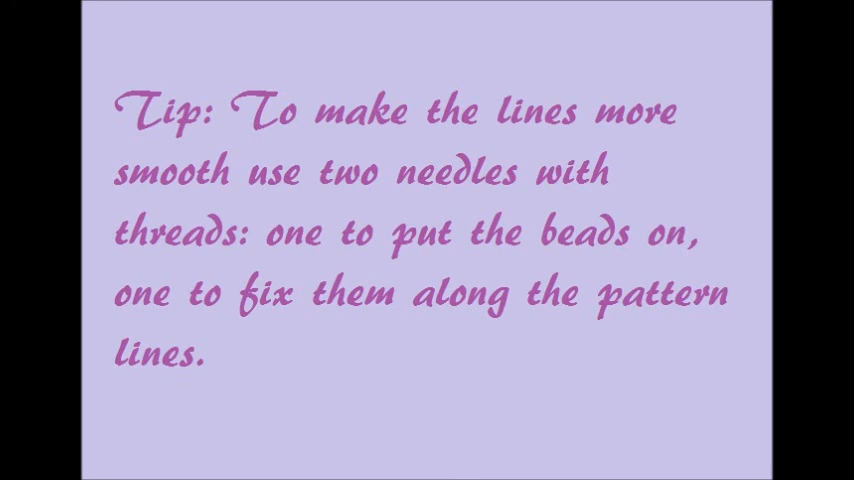 Tip: To make the lines more
smooth use two needles with
threads: one to put the beads on,
one to fix them along the pattern
lines.